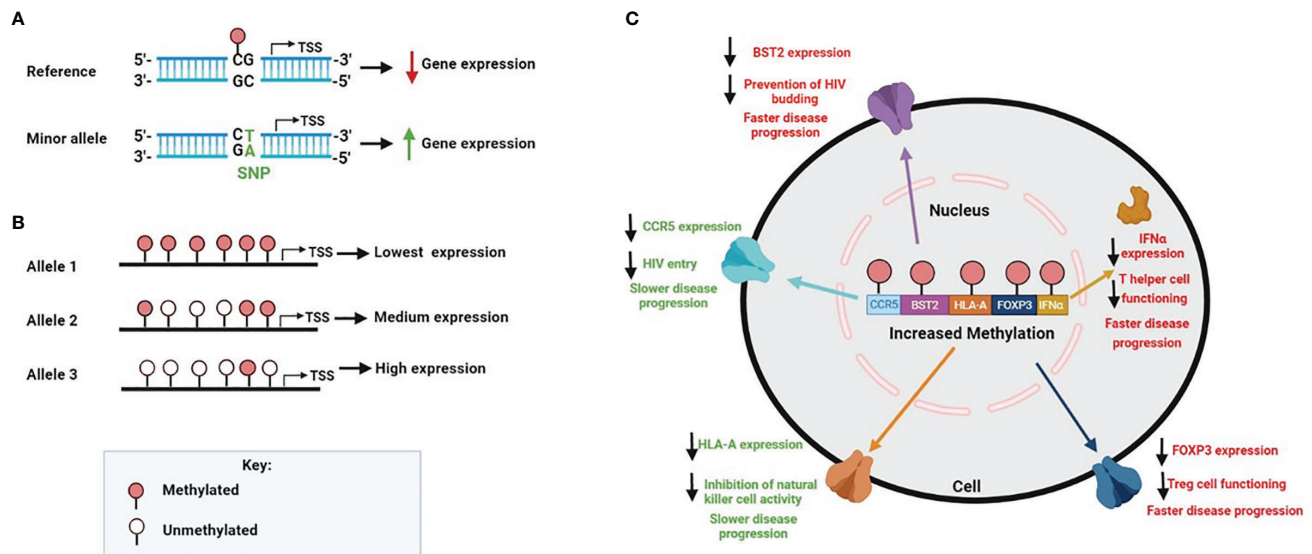 A
Reference
5'-
CG
TSS
-3'
Gene expression
3'-
GC
-5'
Minor allele
5'-
CT
TSS
-3'
Gene expression
3'-
GA
-5'
SNP
B
Allele 1
TSS
Lowest expression
Allele 2
TSS
Medium expression
Allele 3
TSS
High expression
Key:
Methylated
Unmethylated
C
BST2 expression
Prevention of HIV
budding
Faster disease
progression
CCR5 expression
HIV entry
Slower disease
progression
Nucleus
CCR5 BST2 HLA-A FOXP3 IFNα
Increased Methylation
IFNα
expression
T helper cell
functioning
Faster disease
progression
HLA-A expression
Inhibition of natural
killer cell activity
Slower disease
progression
Cell
FOXP3 expression
Treg cell functioning
Faster disease progression